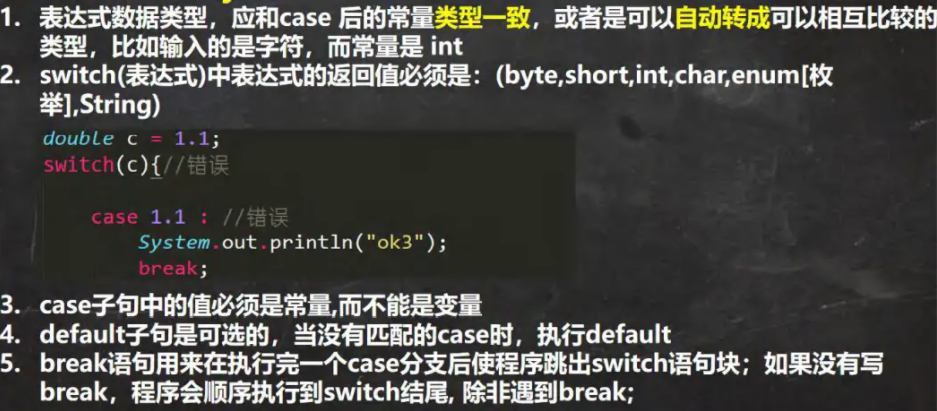 1. 表达式数据类型，应和case 后的常量类型一致，或者是可以自动转成可以相互比较的
类型，比如输入的是字符，而常量是 int
2. switch(表达式)中表达式的返回值必须是：(byte,short,int,char,enum[枚
举],String)
double c = 1.1;
switch(c){//错误
case 1.1 : //错误
System.out.println("ok3");
break;
3. case子句中的值必须是常量,而不能是变量
4. default子句是可选的，当没有匹配的case时，执行default
5. break语句用来在执行完一个case分支后使程序跳出switch语句块；如果没有写
break，程序会顺序执行到switch结尾, 除非遇到break;